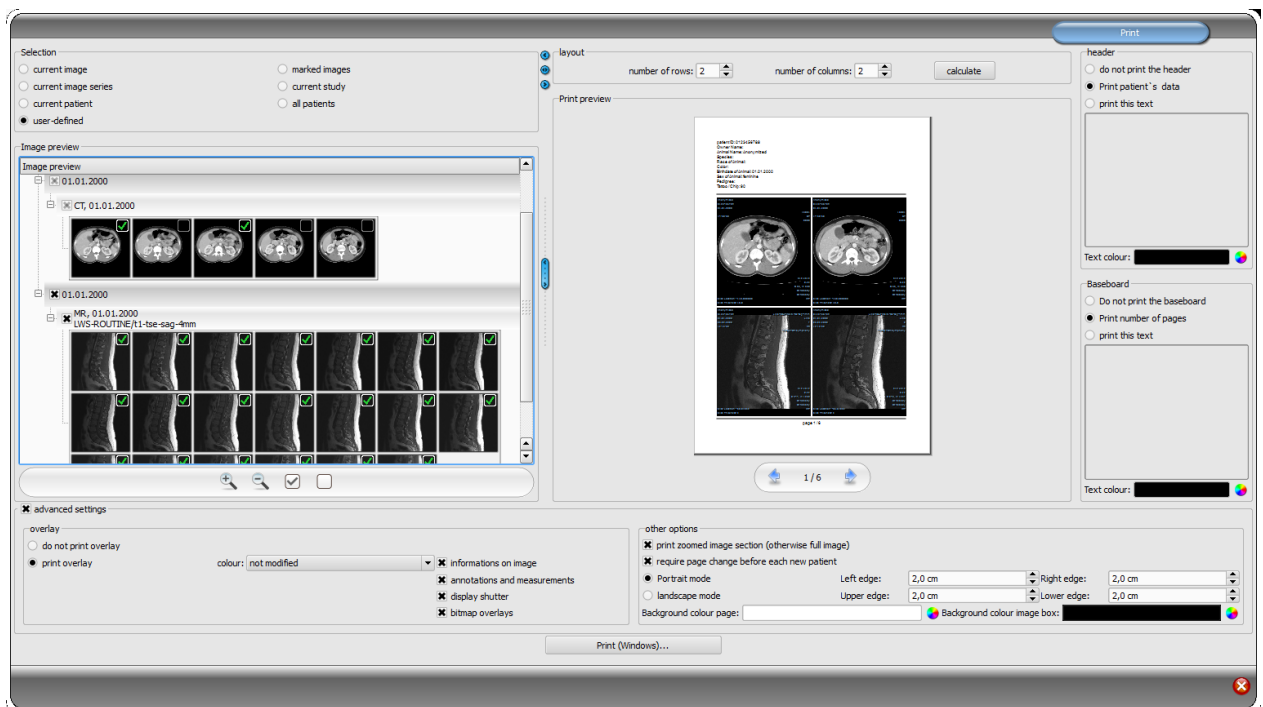 Print
Selection
current image
marked images
current image series
current study
current patient
all patients
user-defined
Image preview
Image preview
01.01.2000
CT, 01.01.2000
01.01.2000
MR, 01.01.2000
LWS-ROUTINE/t1-tse-sag-4mm
layout
number of rows: 2
number of columns: 2
calculate
Print preview
Owner Name:
Species:
Color:
page 1 / 6
1 / 6
header
do not print the header
Print patient`s data
print this text
Text colour:
Baseboard
Do not print the baseboard
Print number of pages
print this text
Text colour:
advanced settings
overlay
do not print overlay
print overlay
colour: not modified
informations on image
annotations and measurements
display shutter
bitmap overlays
other options
print zoomed image section (otherwise full image)
require page change before each new patient
Portrait mode
Left edge: 2,0 cm
Right edge: 2,0 cm
landscape mode
Upper edge: 2,0 cm
Lower edge: 2,0 cm
Background colour page:
Background colour image box:
Print (Windows)...